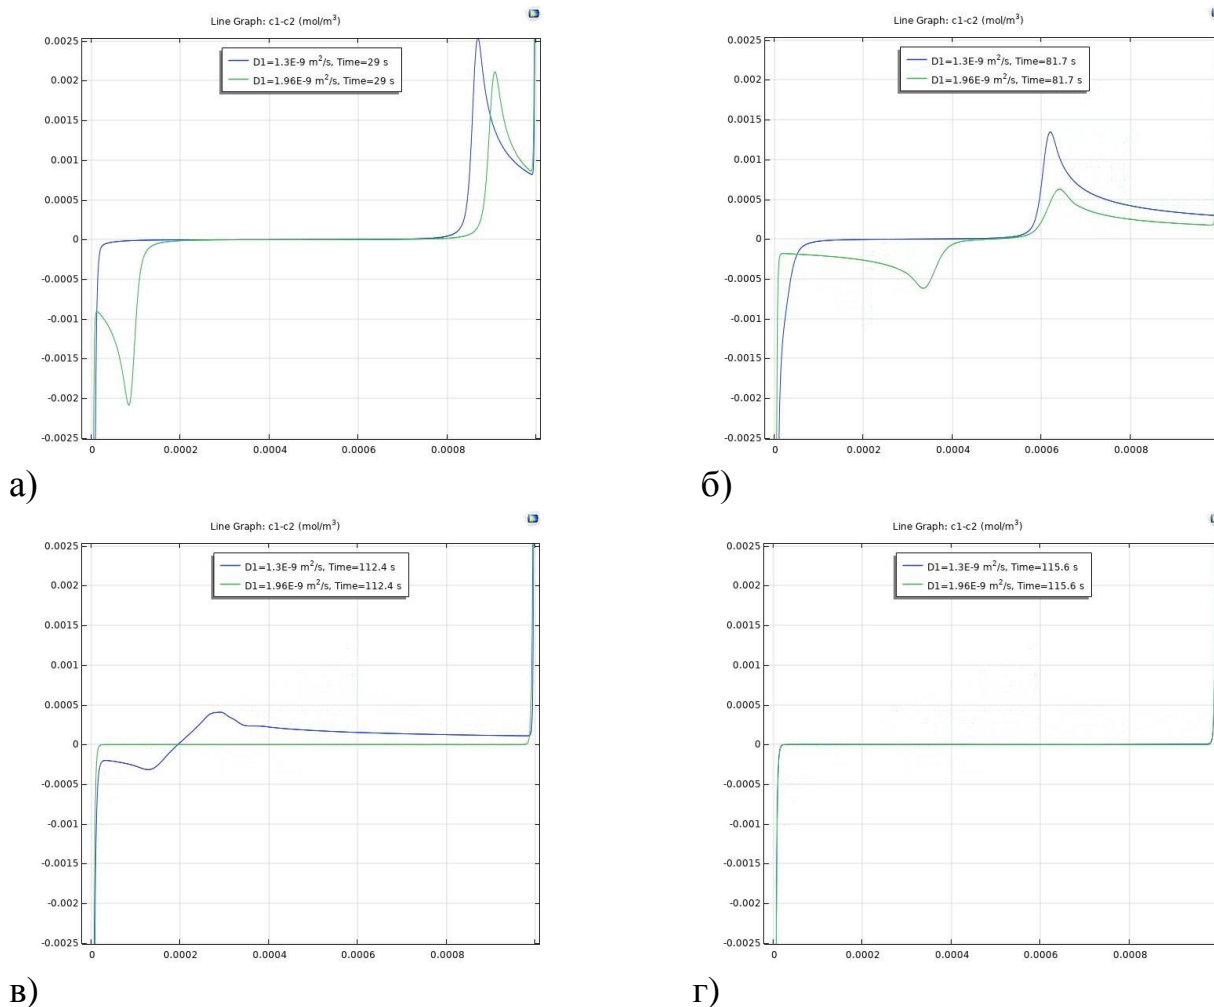 Line Graph: c1-c2 (mol/m³)
D1=1.3E-9 m²/s, Time=29 s
D1=1.96E-9 m²/s, Time=29 s
0.0025
0.002
0.0015
0.001
0.0005
0
-0.0005
-0.001
-0.0015
-0.002
-0.0025
0 0.0002 0.0004 0.0006 0.0008
а)
Line Graph: c1-c2 (mol/m³)
D1=1.3E-9 m²/s, Time=81.7 s
D1=1.96E-9 m²/s, Time=81.7 s
0.0025
0.002
0.0015
0.001
0.0005
0
-0.0005
-0.001
-0.0015
-0.002
-0.0025
0 0.0002 0.0004 0.0006 0.0008
б)
Line Graph: c1-c2 (mol/m³)
D1=1.3E-9 m²/s, Time=112.4 s
D1=1.96E-9 m²/s, Time=112.4 s
0.0025
0.002
0.0015
0.001
0.0005
0
-0.0005
-0.001
-0.0015
-0.002
-0.0025
0 0.0002 0.0004 0.0006 0.0008
в)
Line Graph: c1-c2 (mol/m³)
D1=1.3E-9 m²/s, Time=115.6 s
D1=1.96E-9 m²/s, Time=115.6 s
0.0025
0.002
0.0015
0.001
0.0005
0
-0.0005
-0.001
-0.0015
-0.002
-0.0025
0 0.0002 0.0004 0.0006 0.0008
г)